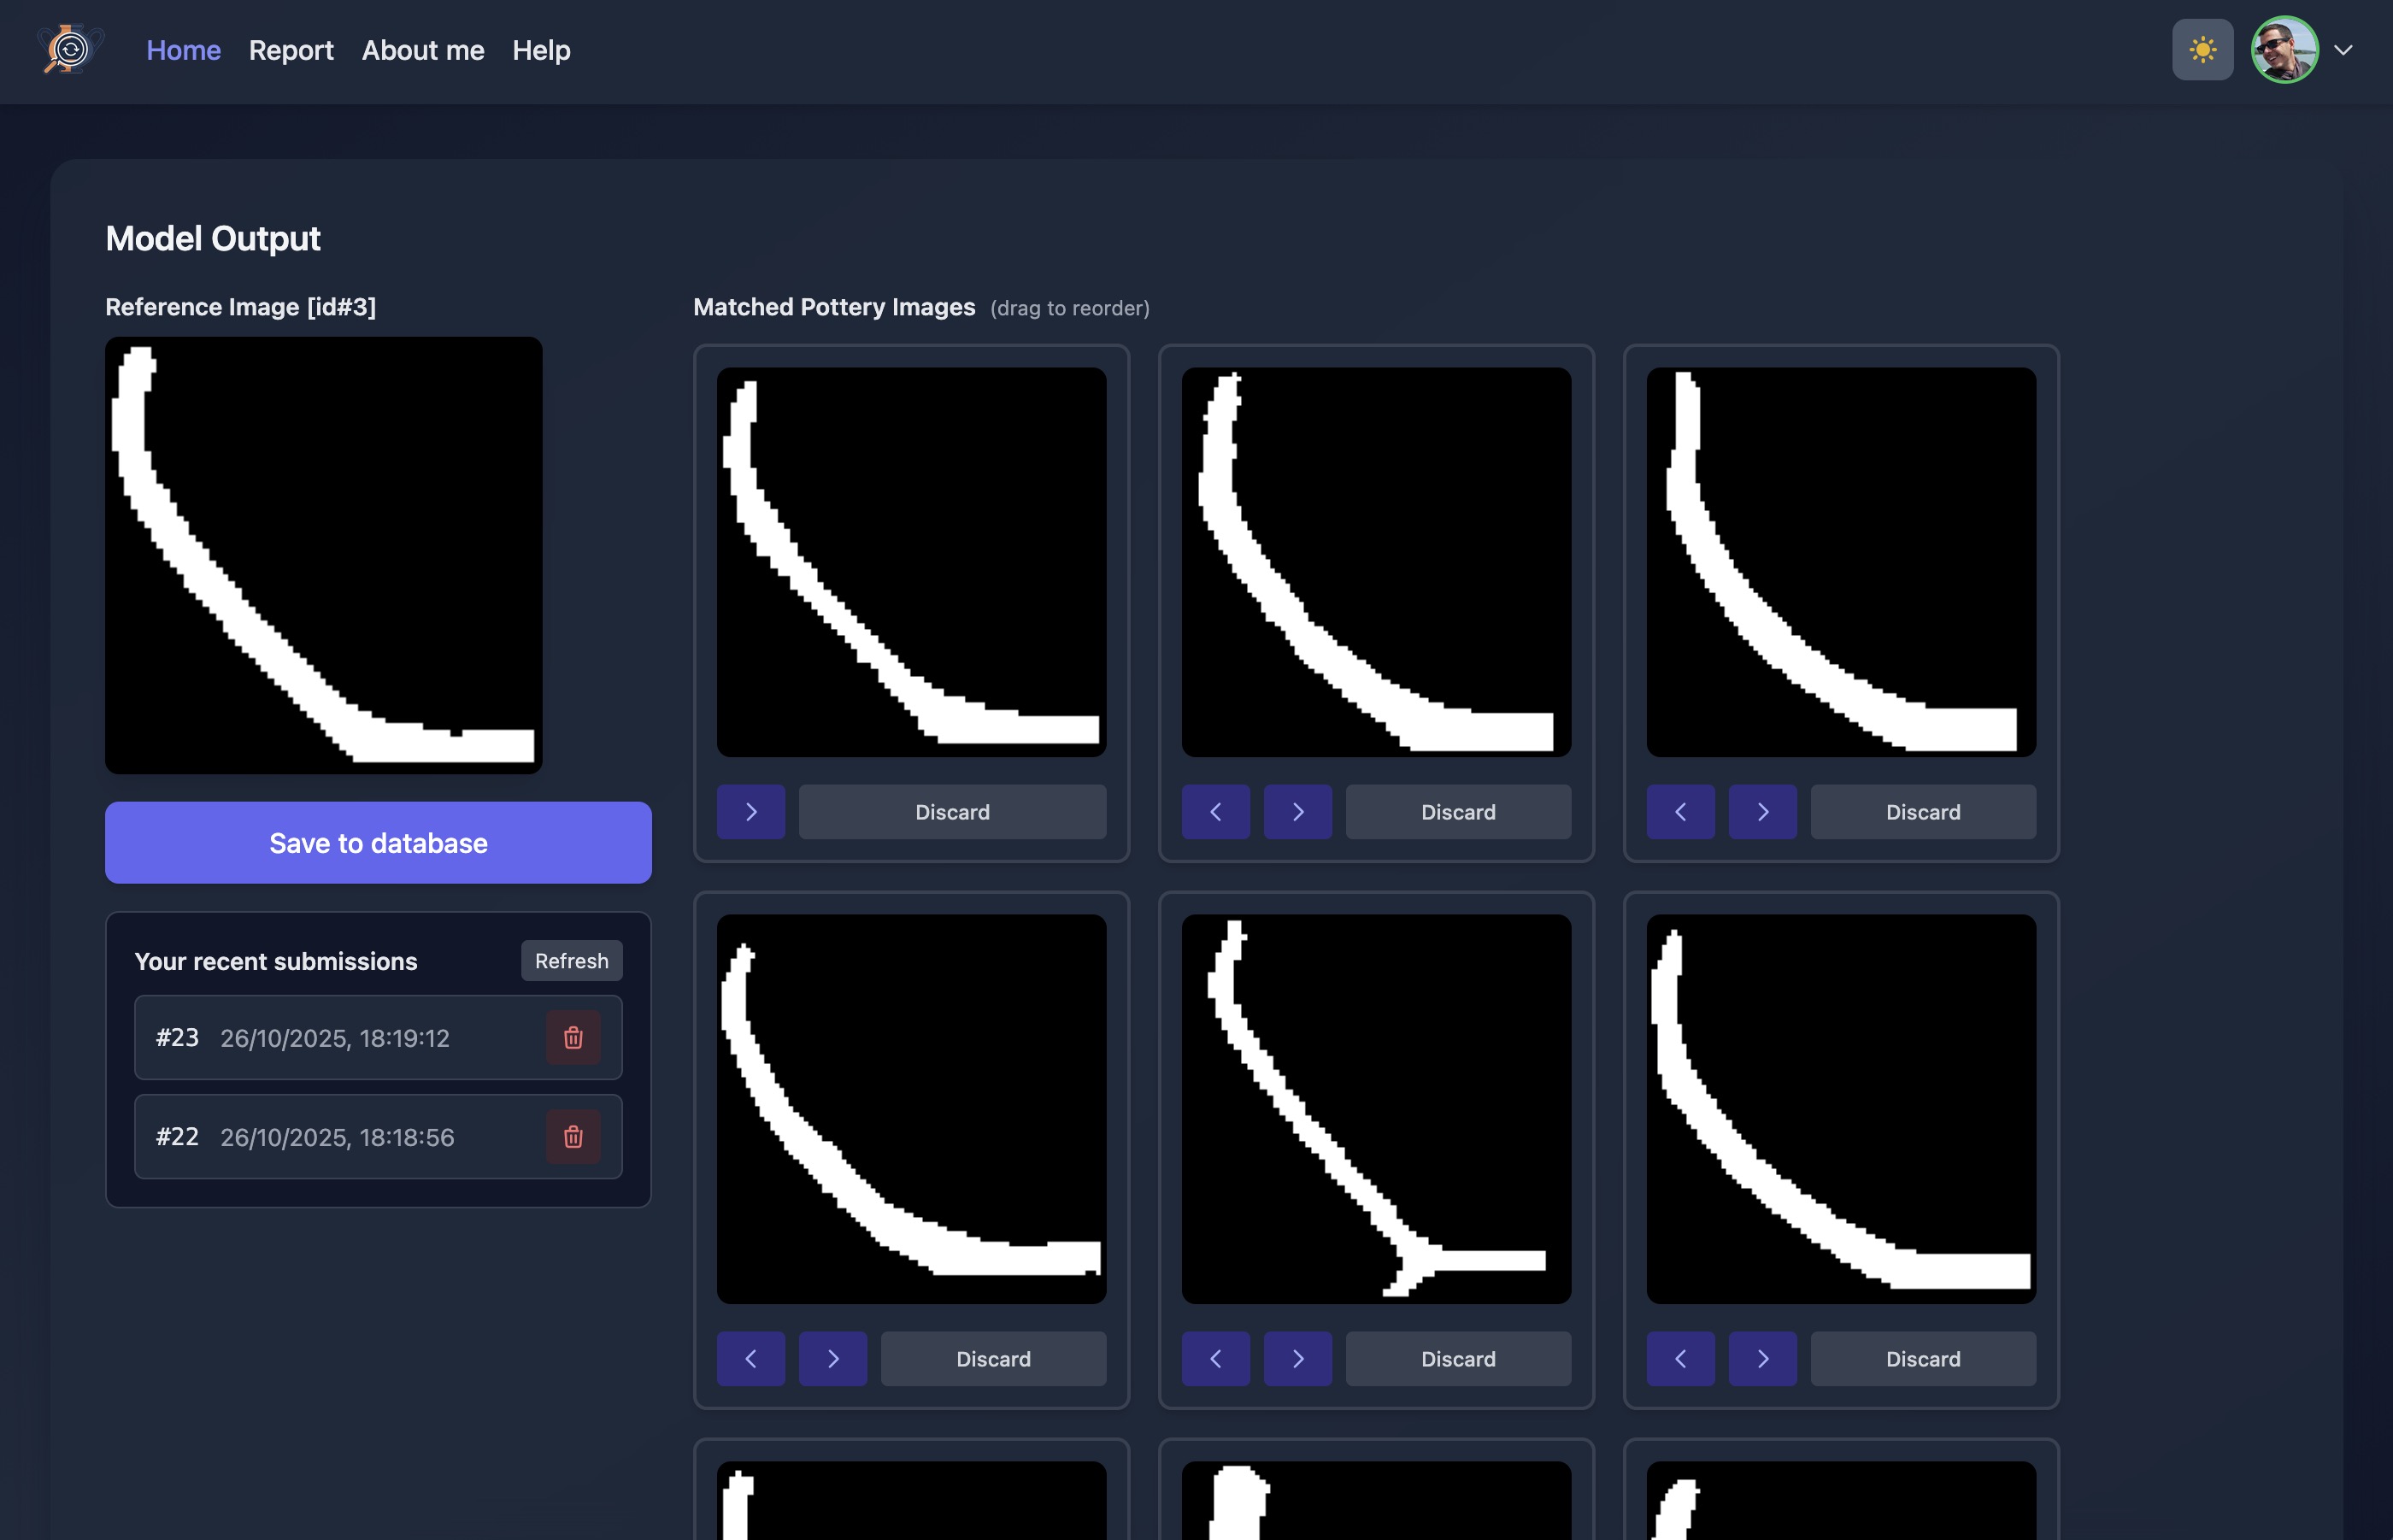 Home Report About me Help
Model Output
Reference Image [id#3]
Matched Pottery Images (drag to reorder)
Discard Discard Discard
Save to database
Your recent submissions Refresh
#23 26/10/2025, 18:19:12
#22 26/10/2025, 18:18:56
Discard Discard Discard